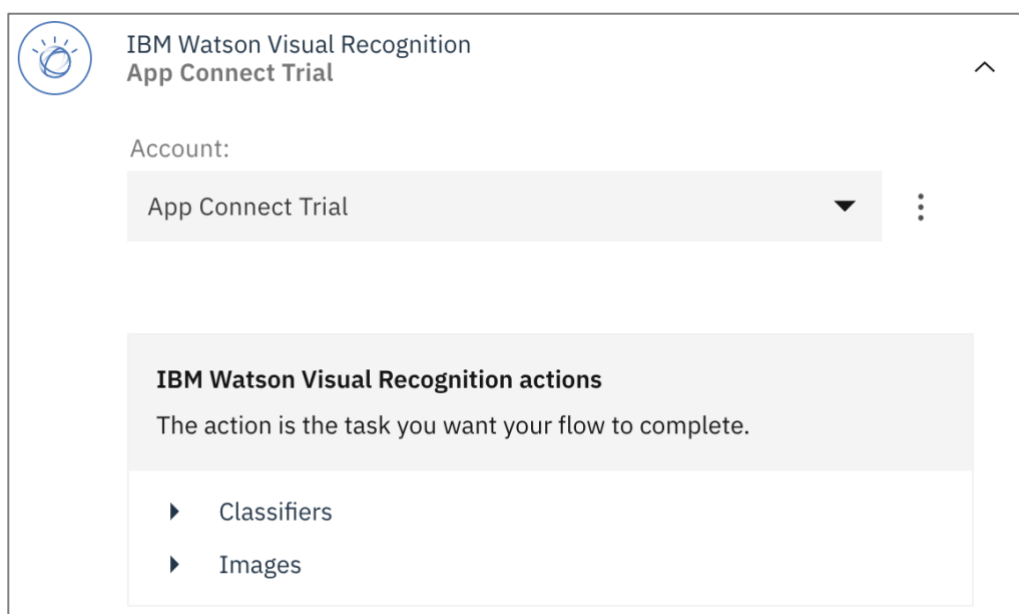 IBM Watson Visual Recognition
App Connect Trial
Account:
App Connect Trial
IBM Watson Visual Recognition actions
The action is the task you want your flow to complete.
Classifiers
Images